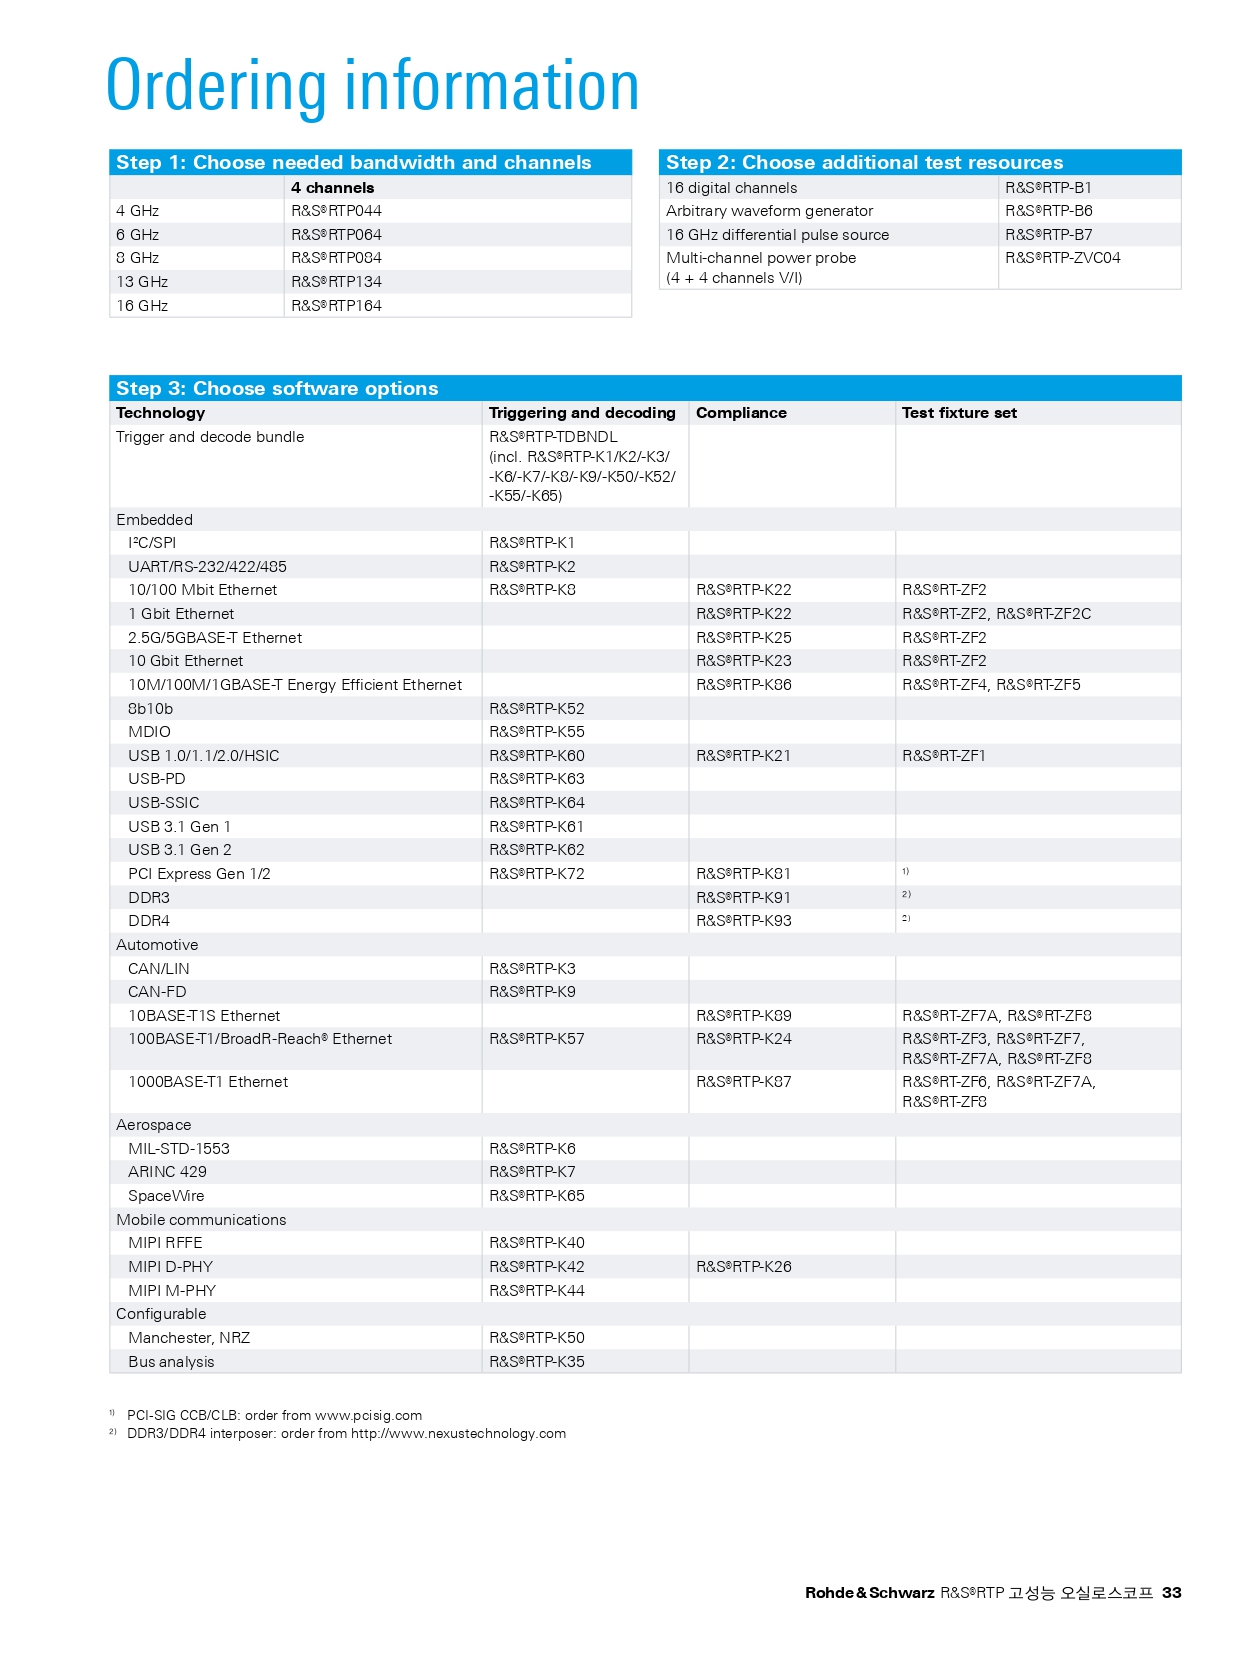 Ordering information
Step 1: Choose needed bandwidth and channels
4 channels
4 GHz R&S®RTP044
6 GHz R&S®RTP064
8 GHz R&S®RTP084
13 GHz R&S®RTP134
16 GHz R&S®RTP164
Step 2: Choose additional test resources
16 digital channels R&S®RTP-B1
Arbitrary waveform generator R&S®RTP-B6
16 GHz differential pulse source R&S®RTP-B7
Multi-channel power probe R&S®RTP-ZVC04
(4 + 4 channels V/I)
Step 3: Choose software options
Technology Triggering and decoding Compliance Test fixture set
Trigger and decode bundle R&S®RTP-TDBNDL
(incl. R&S®RTP-K1/K2/-K3/
-K6/-K7/-K8/-K9/-K50/-K52/
-K55/-K65)
Embedded
I²C/SPI R&S®RTP-K1
UART/RS-232/422/485 R&S®RTP-K2
10/100 Mbit Ethernet R&S®RTP-K8 R&S®RTP-K22 R&S®RT-ZF2
1 Gbit Ethernet R&S®RTP-K22 R&S®RT-ZF2, R&S®RT-ZF2C
2.5G/5GBASE-T Ethernet R&S®RTP-K25 R&S®RT-ZF2
10 Gbit Ethernet R&S®RTP-K23 R&S®RT-ZF2
10M/100M/1GBASE-T Energy Efficient Ethernet R&S®RTP-K86 R&S®RT-ZF4, R&S®RT-ZF5
8b10b R&S®RTP-K52
MDIO R&S®RTP-K55
USB 1.0/1.1/2.0/HSIC R&S®RTP-K60 R&S®RTP-K21 R&S®RT-ZF1
USB-PD R&S®RTP-K63
USB-SSIC R&S®RTP-K64
USB 3.1 Gen 1 R&S®RTP-K61
USB 3.1 Gen 2 R&S®RTP-K62
PCI Express Gen 1/2 R&S®RTP-K72 R&S®RTP-K81 1)
DDR3 R&S®RTP-K91 2)
DDR4 R&S®RTP-K93 2)
Automotive
CAN/LIN R&S®RTP-K3
CAN-FD R&S®RTP-K9
10BASE-T1S Ethernet R&S®RTP-K89 R&S®RT-ZF7A, R&S®RT-ZF8
100BASE-T1/BroadR-Reach® Ethernet R&S®RTP-K57 R&S®RTP-K24 R&S®RT-ZF3, R&S®RT-ZF7,
R&S®RT-ZF7A, R&S®RT-ZF8
1000BASE-T1 Ethernet R&S®RTP-K87 R&S®RT-ZF6, R&S®RT-ZF7A,
R&S®RT-ZF8
Aerospace
MIL-STD-1553 R&S®RTP-K6
ARINC 429 R&S®RTP-K7
SpaceWire R&S®RTP-K65
Mobile communications
MIPI RFFE R&S®RTP-K40
MIPI D-PHY R&S®RTP-K42 R&S®RTP-K26
MIPI M-PHY R&S®RTP-K44
Configurable
Manchester, NRZ R&S®RTP-K50
Bus analysis R&S®RTP-K35
1) PCI-SIG CCB/CLB: order from www.pcisig.com
2) DDR3/DDR4 interposer: order from http://www.nexustechnology.com
Rohde & Schwarz R&S®RTP 고성능 오실로스코프 33